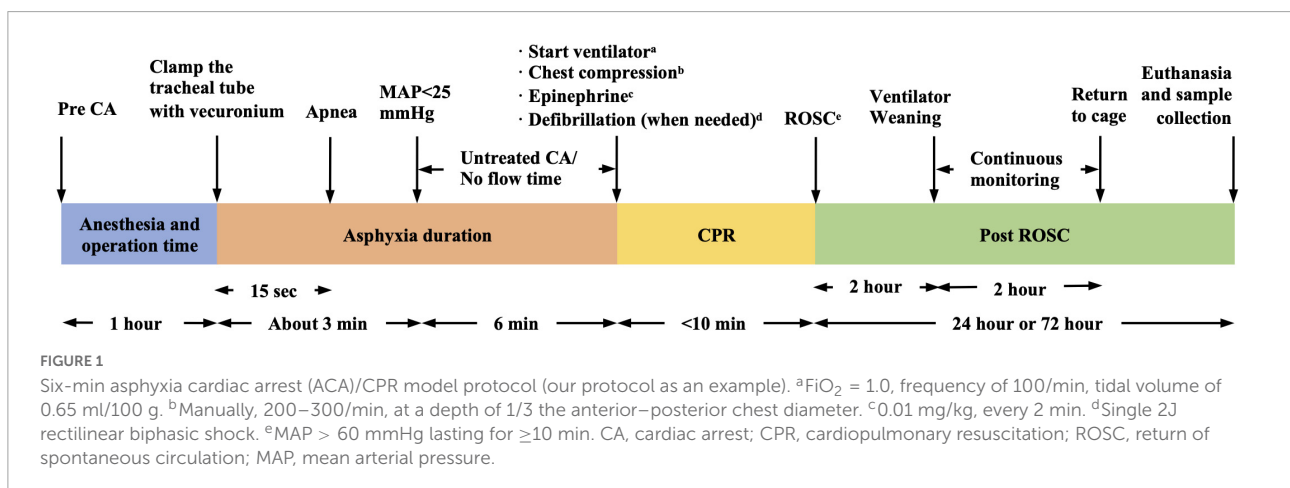 Pre CA
Clamp the
tracheal tube
with vecuronium
Apnea
MAP<25
mmHg
· Start ventilatorᵃ
· Chest compressionᵇ
· Epinephrineᶜ
· Defibrillation (when needed)ᵈ
Untreated CA/
No flow time
ROSCᵉ
Ventilator
Weaning
Continuous
monitoring
Return
to cage
Euthanasia
and sample
collection
Anesthesia and
operation time
Asphyxia duration
CPR
Post ROSC
15 sec
2 hour
2 hour
1 hour
About 3 min
6 min
<10 min
24 hour or 72 hour
FIGURE 1
Six-min asphyxia cardiac arrest (ACA)/CPR model protocol (our protocol as an example). ᵃFiO₂ = 1.0, frequency of 100/min, tidal volume of
0.65 ml/100 g. ᵇManually, 200–300/min, at a depth of 1/3 the anterior–posterior chest diameter. ᶜ0.01 mg/kg, every 2 min. ᵈSingle 2J
rectilinear biphasic shock. ᵉMAP > 60 mmHg lasting for ≥10 min. CA, cardiac arrest; CPR, cardiopulmonary resuscitation; ROSC, return of
spontaneous circulation; MAP, mean arterial pressure.